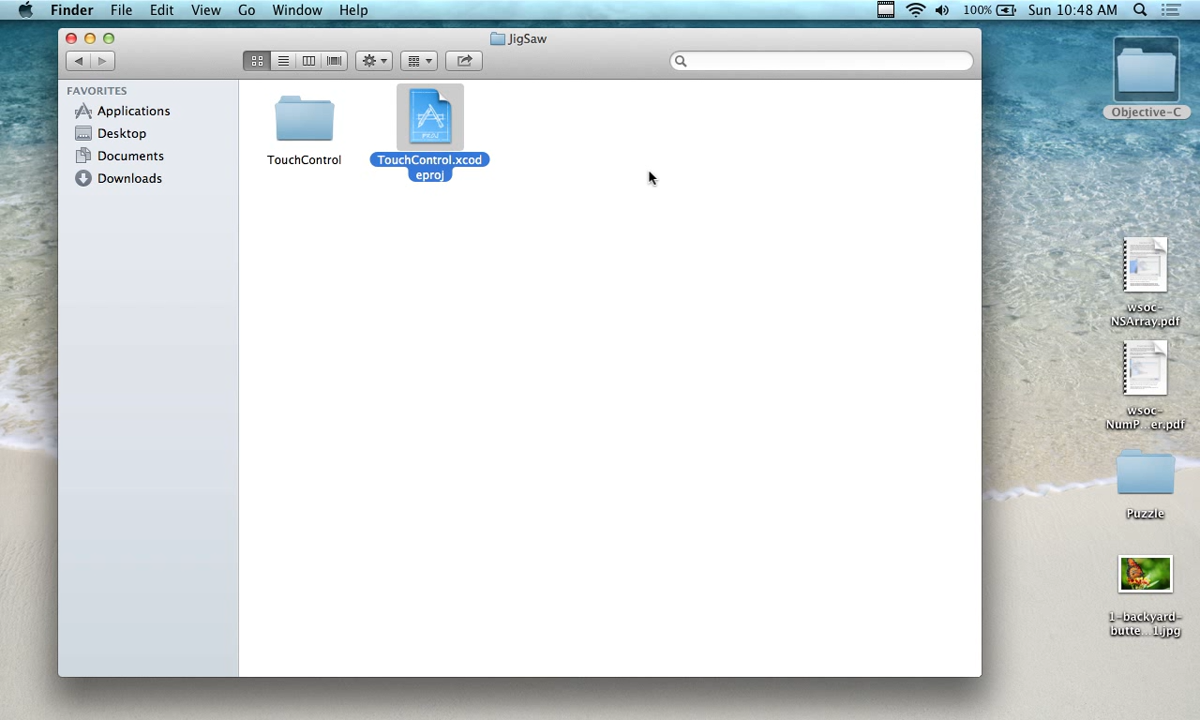 Finder File Edit View Go Window Help 100% Sun 10:48 AM
JigSaw
FAVORITES
Applications
Desktop
Documents
Downloads
TouchControl
TouchControl.xcod
eproj
PROJ
Objective-C
wsoc-
NSArray.pdf
wsoc-
NumP...er.pdf
Puzzle
1-backyard-
butte...1.jpg